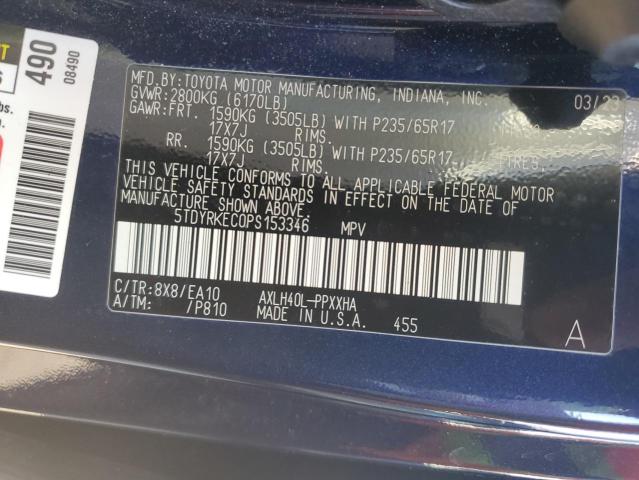 490
08490
MFD.BY:TOYOTA MOTOR MANUFACTURING, INDIANA, INC.
GVWR:2800KG (6170LB)
GAWR:FRT. 1590KG (3505LB) WITH P235/65R17
17X7J RIMS.
RR. 1590KG (3505LB) WITH P235/65R17
17X7J RIMS.
THIS VEHICLE CONFORMS TO ALL APPLICABLE FEDERAL MOTOR
VEHICLE SAFETY STANDARDS IN EFFECT ON THE DATE OF
MANUFACTURE SHOWN ABOVE.
5TDYRKEC0PS153346 MPV
C/TR:8X8/EA10 AXLH40L-PPXXHA
A/TM: /P810 MADE IN U.S.A. 455
A